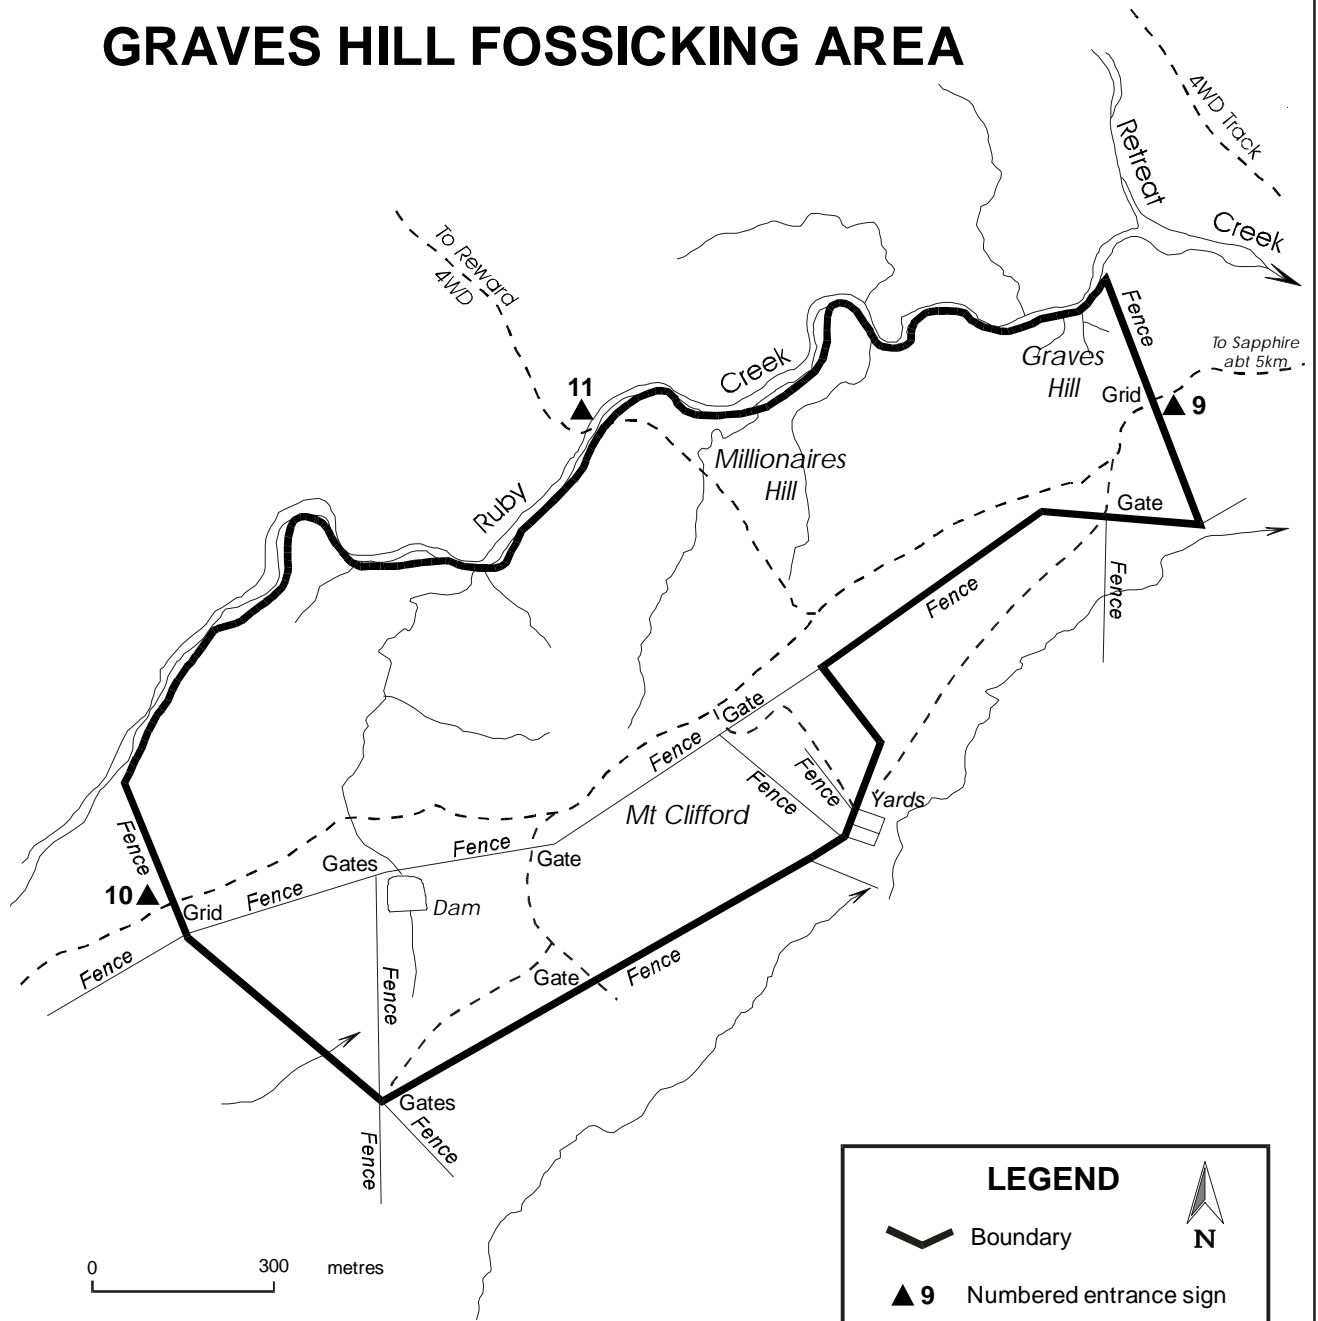 GRAVES HILL FOSSICKING AREA
4WD Track
Retreat
Creek
To Reward
4WD
Fence
To Sapphire
abt 5km
Graves
Hill
Grid
9
11
Creek
Millionaires
Hill
Ruby
Gate
Fence
Fence
Gate
Fence
Fence
Fence
Yards
Mt Clifford
Fence
Fence
Gates
Gate
10
Fence
Grid
Dam
Fence
Fence
Gate
Fence
Gates
Fence
Fence
0
300
metres
LEGEND
N
Boundary
9
Numbered entrance sign